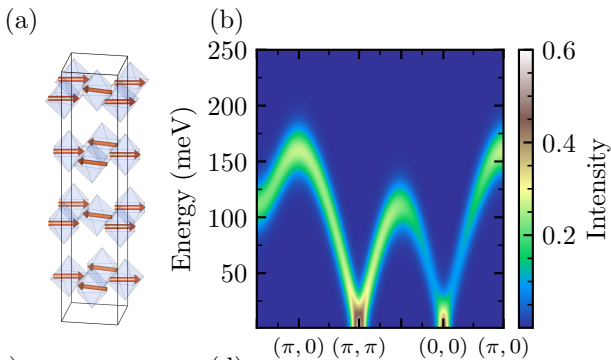 (a)
(b)
250
200
150
100
50
Energy (meV)
(π, 0) (π, π) (0, 0) (π, 0)
0.6
0.4
0.2
Intensity
(d)